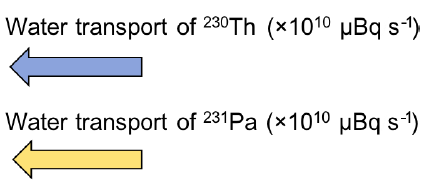 Water transport of ²³⁰Th (×10¹⁰ µBq s⁻¹)
Water transport of ²³¹Pa (×10¹⁰ µBq s⁻¹)